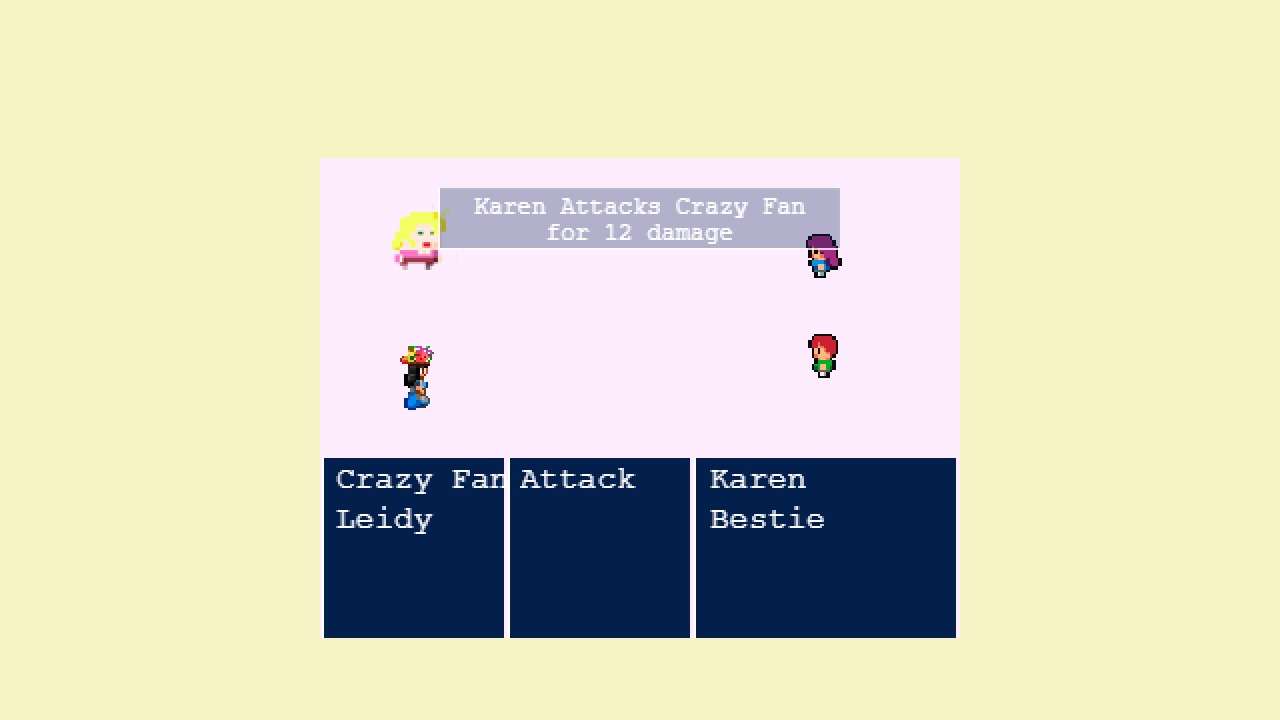 Karen Attacks Crazy Fan
for 12 damage
Crazy Fan
Leidy
Attack
Karen
Bestie